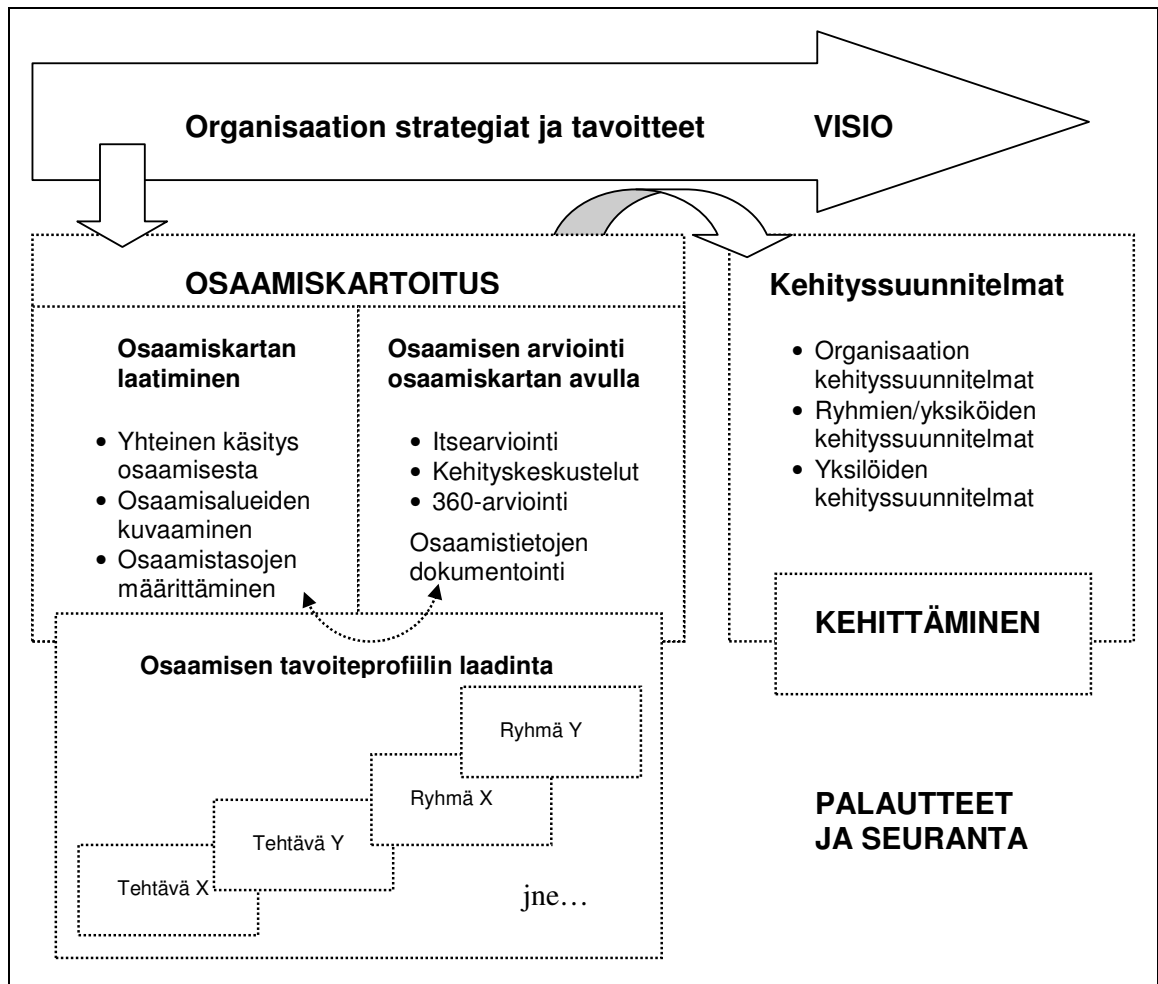 Organisaation strategiat ja tavoitteet VISIO
OSAAMISKARTOITUS
Osaamiskartan
laatiminen
• Yhteinen käsitys
osaamisesta
• Osaamisalueiden
kuvaaminen
• Osaamistasojen
määrittäminen
Osaamisen arviointi
osaamiskartan avulla
• Itsearviointi
• Kehityskeskustelut
• 360-arviointi
Osaamistietojen
dokumentointi
Osaamisen tavoiteprofiilin laadinta
Tehtävä X
Tehtävä Y
Ryhmä X
Ryhmä Y
jne…
Kehityssuunnitelmat
• Organisaation
kehityssuunnitelmat
• Ryhmien/yksiköiden
kehityssuunnitelmat
• Yksilöiden
kehityssuunnitelmat
KEHITTÄMINEN
PALAUTTEET
JA SEURANTA